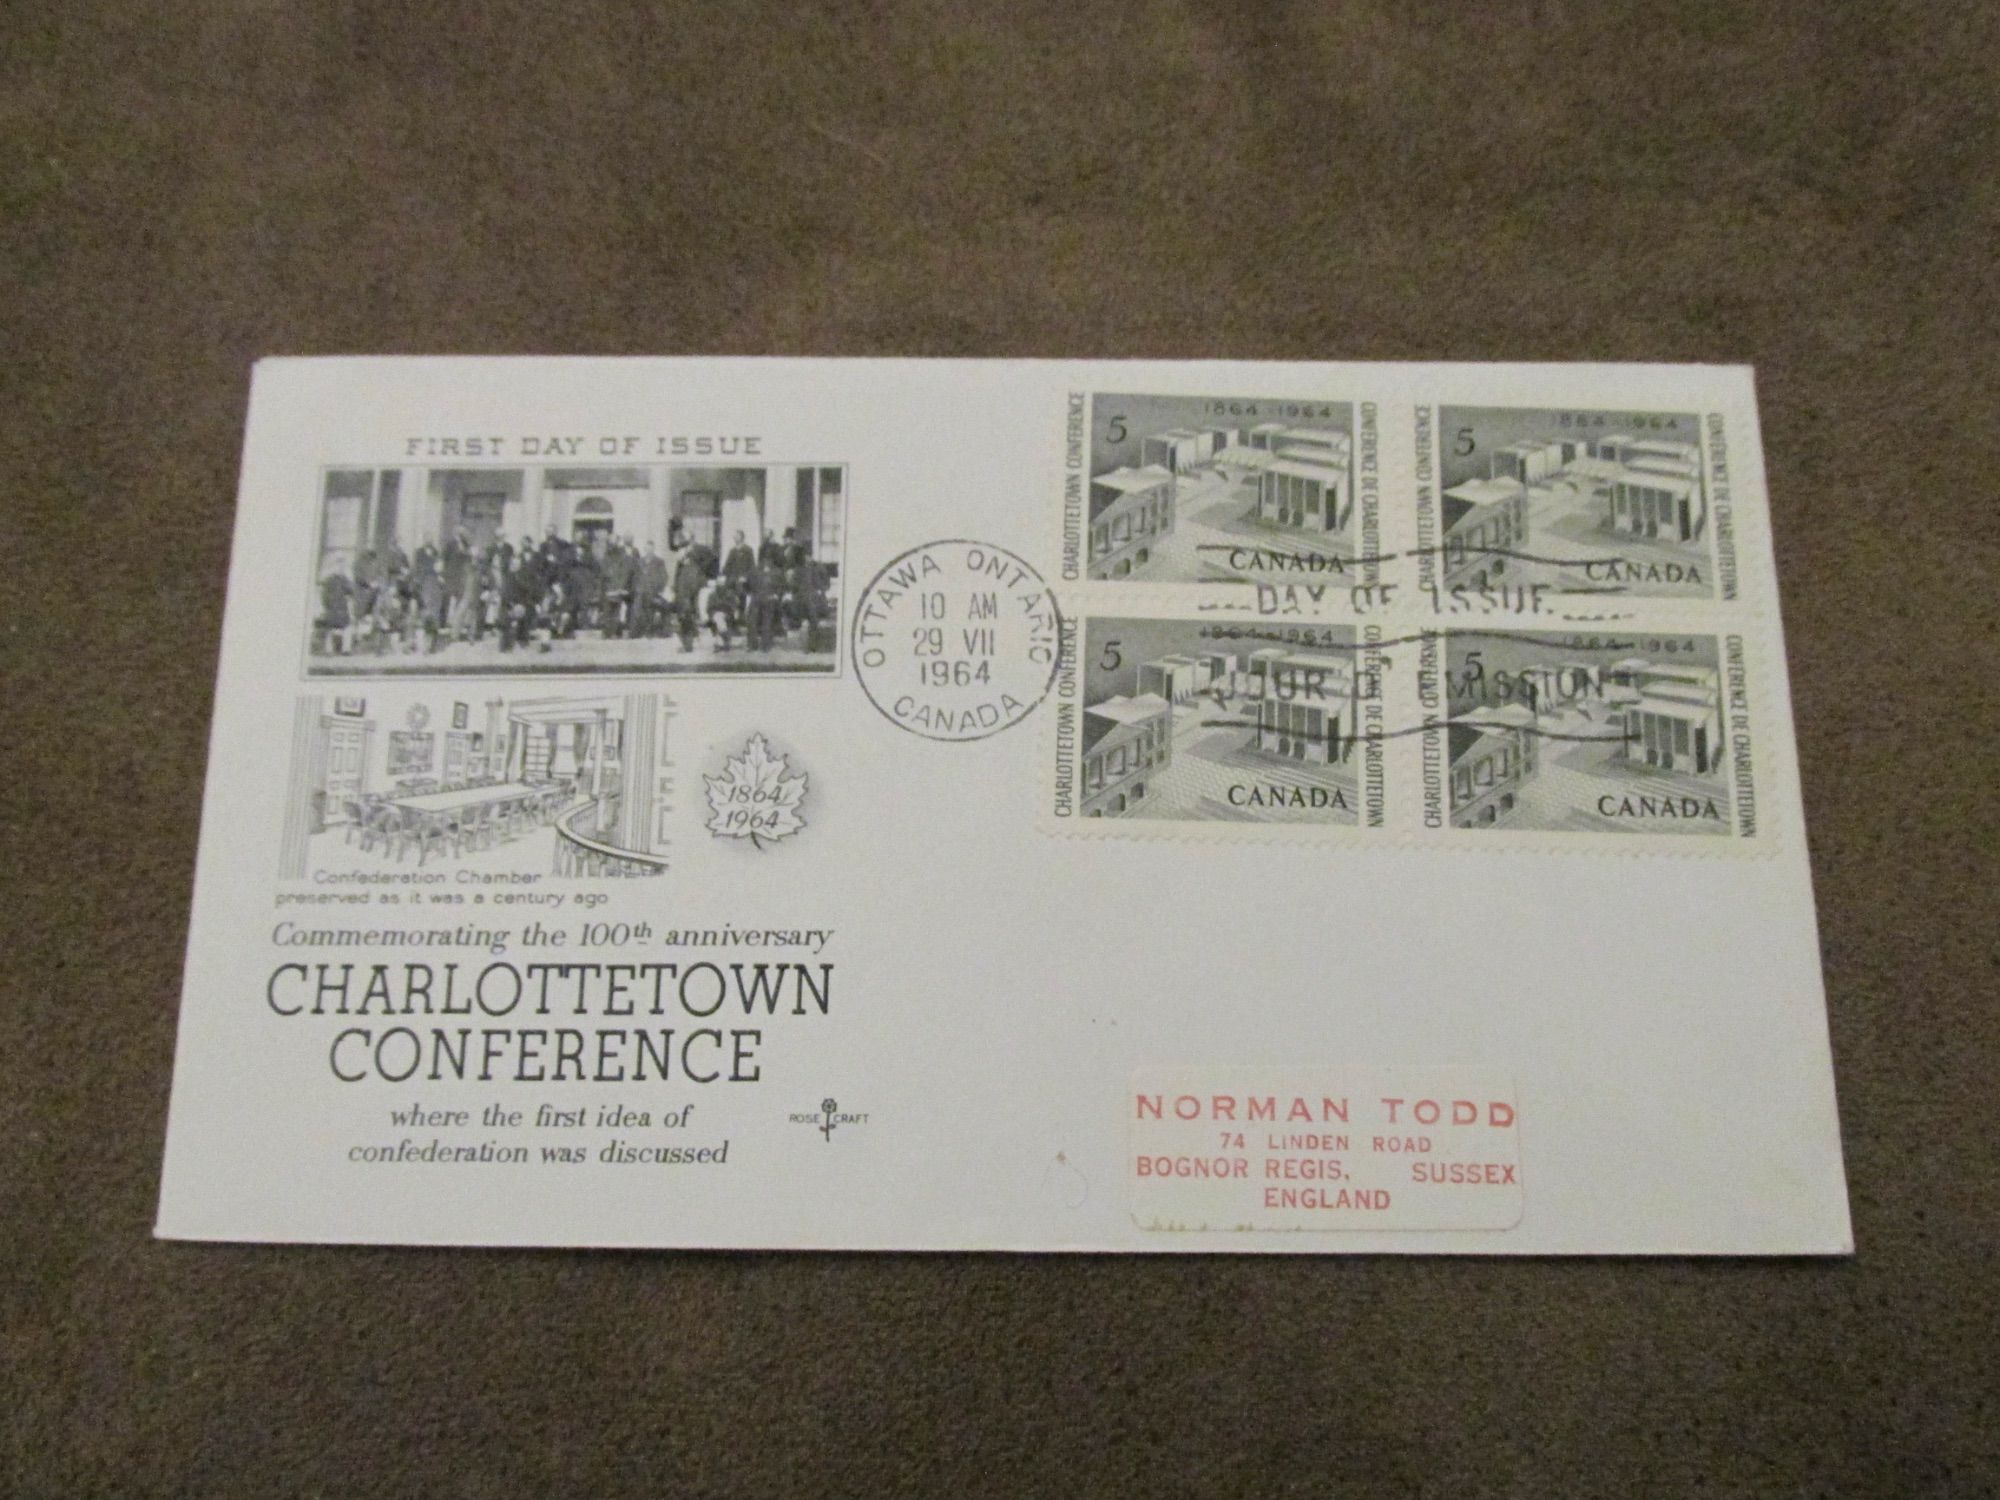 FIRST DAY OF ISSUE
Confederation Chamber
preserved as it was a century ago
1864
1964
Commemorating the 100th anniversary
CHARLOTTETOWN
CONFERENCE
where the first idea of
confederation was discussed
ROSE CRAFT
OTTAWA ONTARIO
10 AM
29 VII
1964
CANADA
CHARLOTTETOWN CONFERENCE
5
1864-1964
CANADA
CONFERENCE DE CHARLOTTETOWN
CHARLOTTETOWN CONFERENCE
5
1864-1964
CANADA
CONFERENCE DE CHARLOTTETOWN
DAY OF ISSUE
CHARLOTTETOWN CONFERENCE
5
1864-1964
CANADA
CONFERENCE DE CHARLOTTETOWN
CHARLOTTETOWN CONFERENCE
5
1864-1964
CANADA
CONFERENCE DE CHARLOTTETOWN
JOUR D'EMISSION
NORMAN TODD
74 LINDEN ROAD
BOGNOR REGIS, SUSSEX
ENGLAND